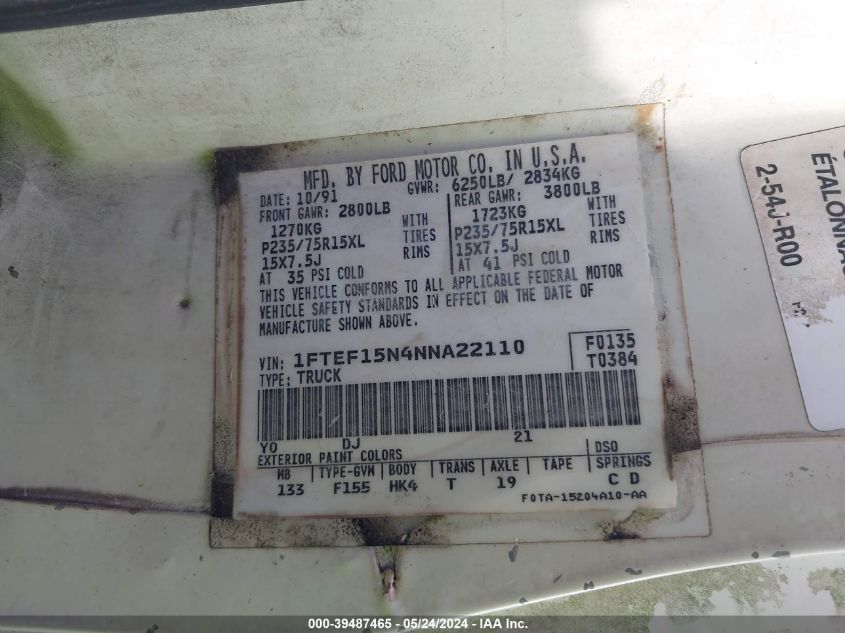 MFD. BY FORD MOTOR CO. IN U.S.A.
DATE: 10/91 GVWR: 6250LB/ 2834KG
FRONT GAWR: 2800LB REAR GAWR: 3800LB
1270KG WITH 1723KG WITH
P235/75R15XL TIRES P235/75R15XL TIRES
15X7.5J RIMS 15X7.5J RIMS
AT 35 PSI COLD AT 41 PSI COLD
THIS VEHICLE CONFORMS TO ALL APPLICABLE FEDERAL MOTOR
VEHICLE SAFETY STANDARDS IN EFFECT ON THE DATE OF
MANUFACTURE SHOWN ABOVE.
VIN: 1FTEF15N4NNA22110 F0135
TYPE: TRUCK T0384
YO DJ 21
EXTERIOR PAINT COLORS DSO
WB TYPE-GVM BODY TRANS AXLE TAPE SPRINGS
133 F155 HK4 T 19 C D
F0TA-15204A10-AA
2-54J-R00
000-39487465 - 05/24/2024 - IAA Inc.